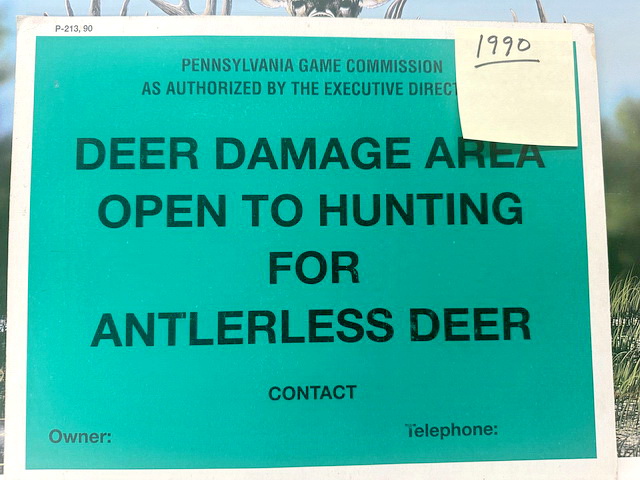 P-213, 90
1990
PENNSYLVANIA GAME COMMISSION
AS AUTHORIZED BY THE EXECUTIVE DIRECT
DEER DAMAGE AREA
OPEN TO HUNTING
FOR
ANTLERLESS DEER
CONTACT
Owner:
Telephone: